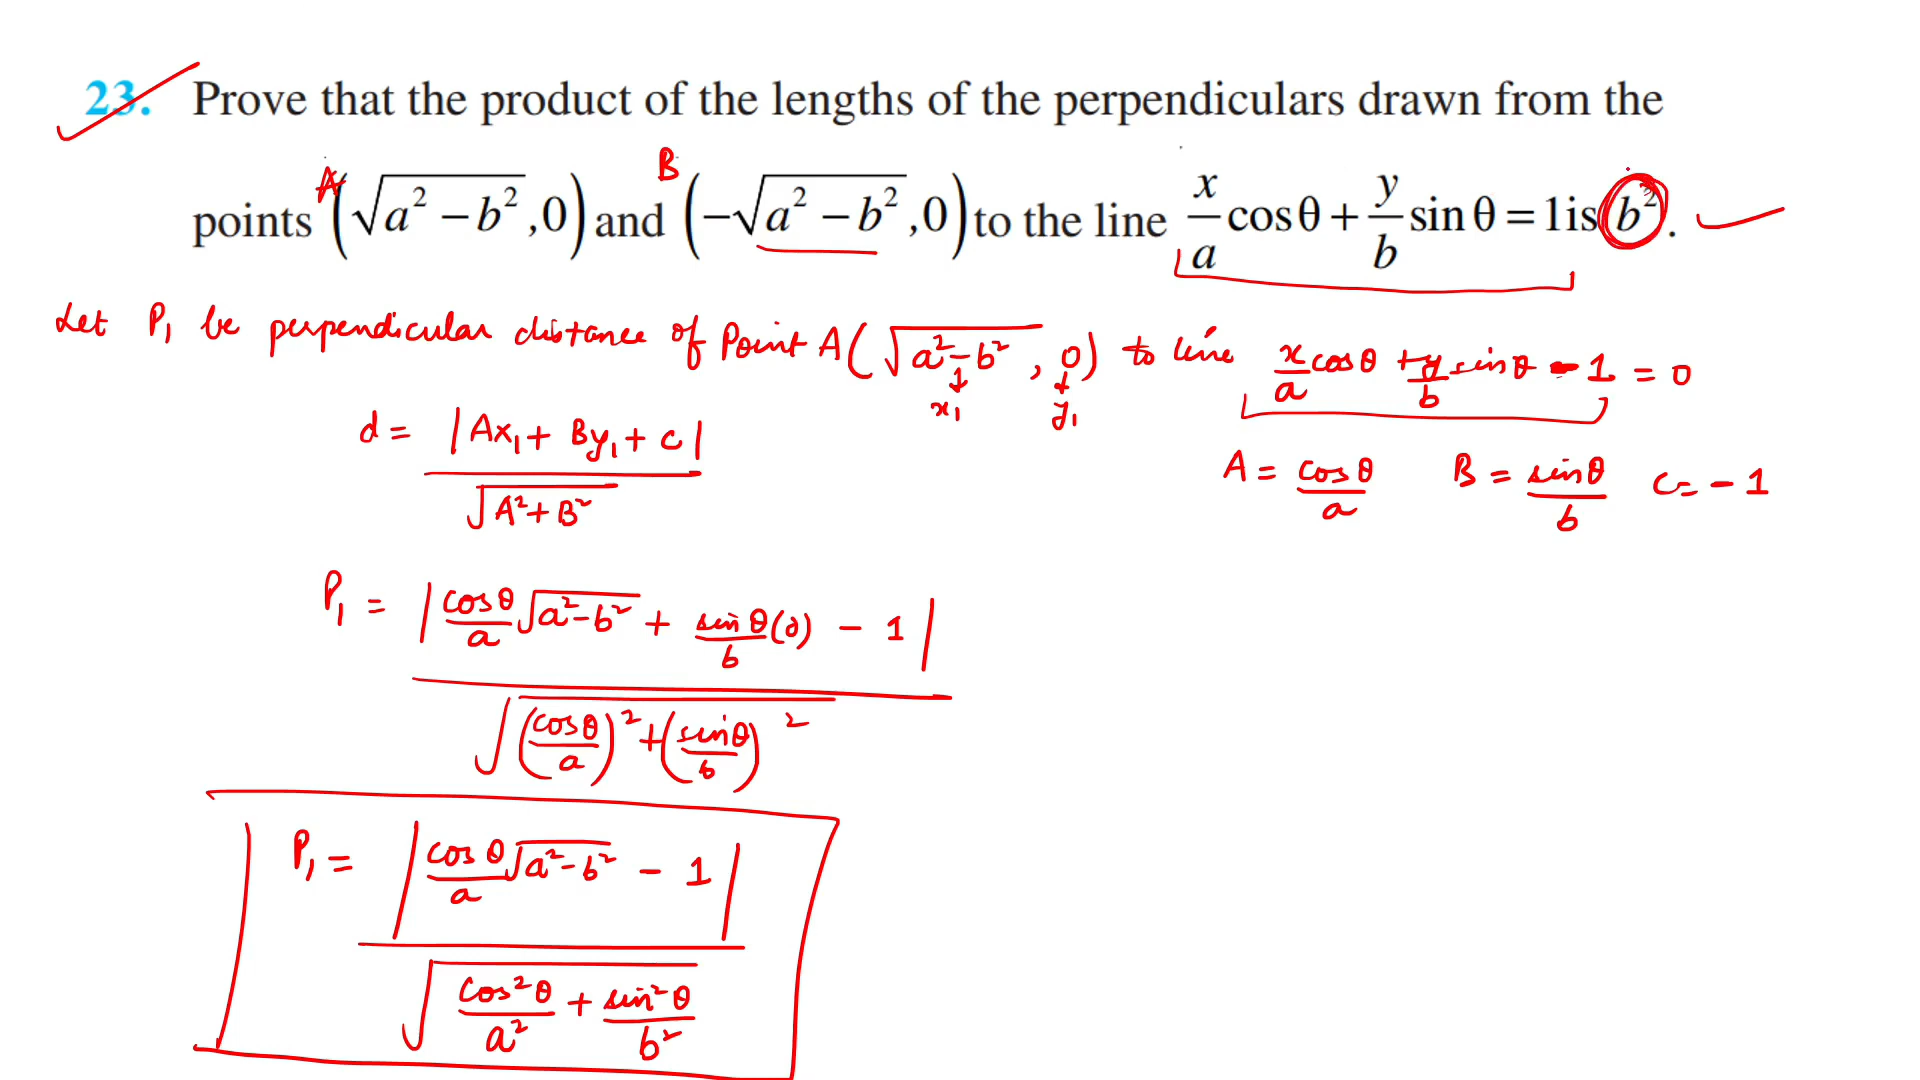 23. Prove that the product of the lengths of the perpendiculars drawn from the
A B
points (√(a² − b²) ,0) and (−√(a² − b²) ,0) to the line x/a cosθ + y/b sinθ = 1 is b².
Let P₁ be perpendicular distance of Point A(√(a²-b²) , 0) to line x/a cosθ + y/b sinθ - 1 = 0
x₁ y₁
d = |Ax₁ + By₁ + c| / √(A² + B²)
A = cosθ/a B = sinθ/b c = -1
P₁ = |cosθ/a √(a²-b²) + sinθ/b (0) - 1| / √((cosθ/a)² + (sinθ/b)²)
P₁ = |cosθ/a √(a²-b²) - 1| / √(cos²θ/a² + sin²θ/b²)